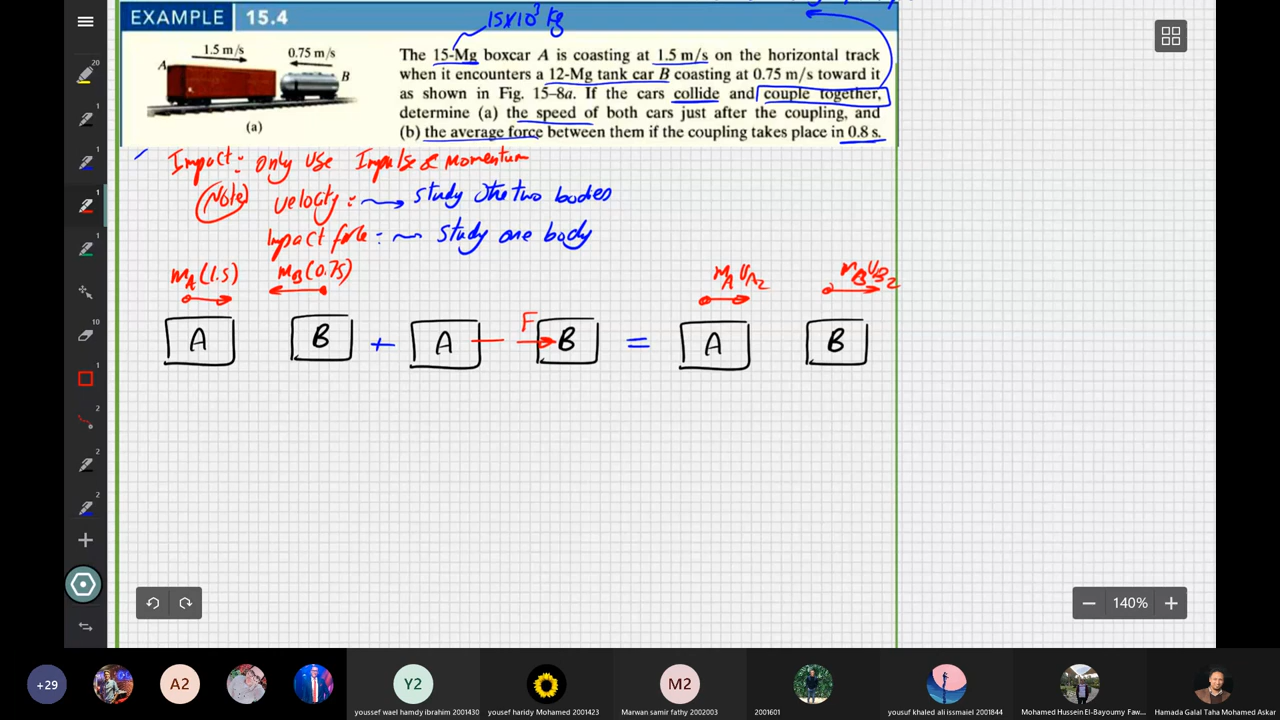 EXAMPLE 15.4
15x10³ kg
1.5 m/s
0.75 m/s
A
B
(a)
The 15-Mg boxcar A is coasting at 1.5 m/s on the horizontal track
when it encounters a 12-Mg tank car B coasting at 0.75 m/s toward it
as shown in Fig. 15–8a. If the cars collide and couple together,
determine (a) the speed of both cars just after the coupling, and
(b) the average force between them if the coupling takes place in 0.8 s.
Impact: only use Impulse & Momentum
Note velocity: study the two bodies
Impact force: study one body
mA(1.5) mB(0.75) mA vA2 mB vB2
F
A B + A B = A B
140%
+29
A2
Y2
M2
2001601
youssef wael hamdy ibrahim 2001430
yousef haridy Mohamed 2001423
Marwan samir fathy 2002003
yousuf khaled ali issmaiel 2001844
Mohamed Hussein El-Bayoumy Faw...
Hamada Galal Taha Mohamed Askar